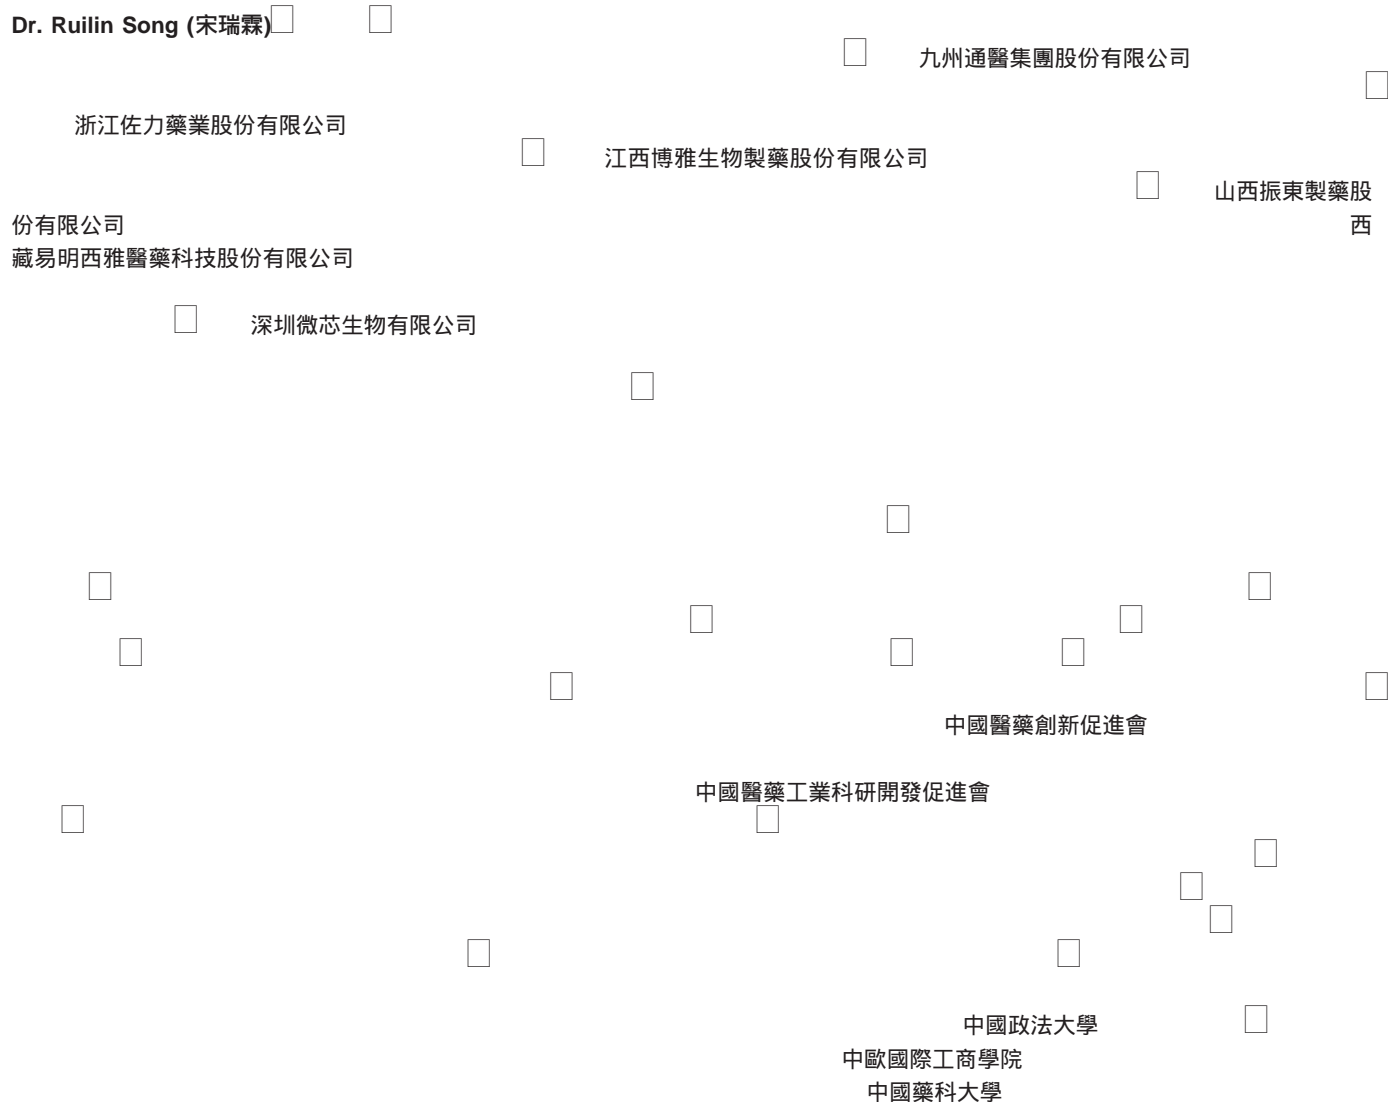 Dr. Ruilin Song (宋瑞霖)
九州通醫集團股份有限公司
浙江佐力藥業股份有限公司
江西博雅生物製藥股份有限公司
山西振東製藥股
份有限公司 西
藏易明西雅醫藥科技股份有限公司
深圳微芯生物有限公司
中國醫藥創新促進會
中國醫藥工業科研開發促進會
中國政法大學
中歐國際工商學院
中國藥科大學